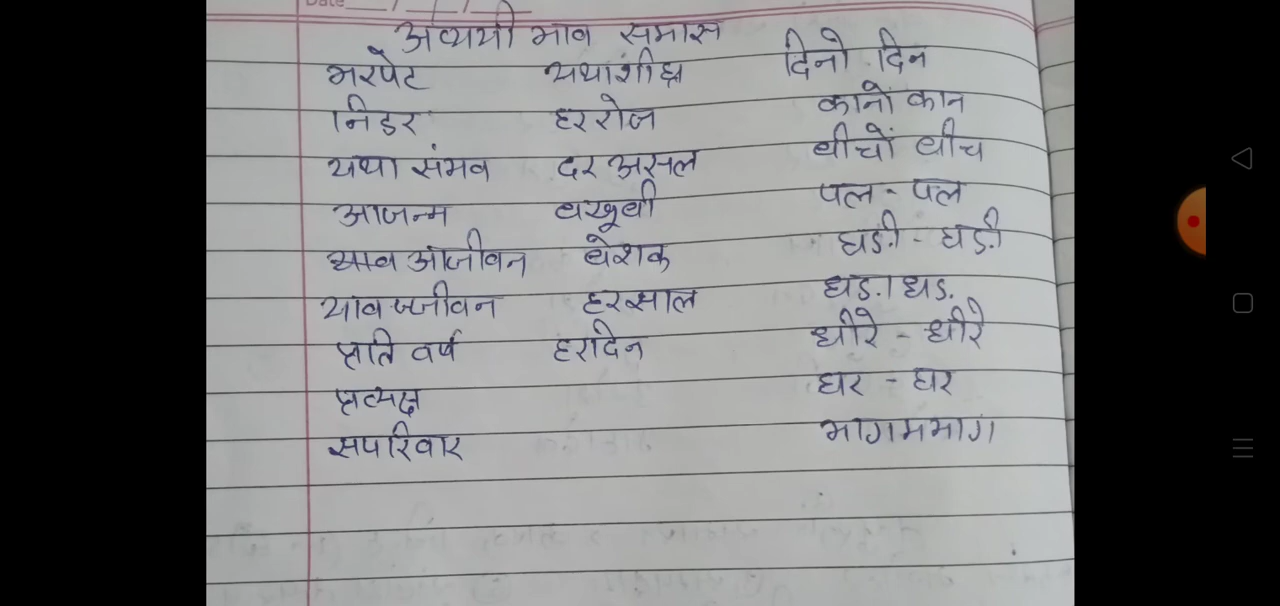 Date
अव्ययी भाव समास
भरपेट यथाशीघ्र दिनो दिन
निडर हररोज कानों कान
यथा संभव दर असल बीचों बीच
आजन्म बखूबी पल - पल
याव आजीवन बेशक घड़ी - घड़ी
याव ज्जीवन हरसाल धड़ाधड़
प्रति वर्ष हरदिन धीरे - धीरे
प्रत्यक्ष घर - घर
सपरिवार भागमभाग